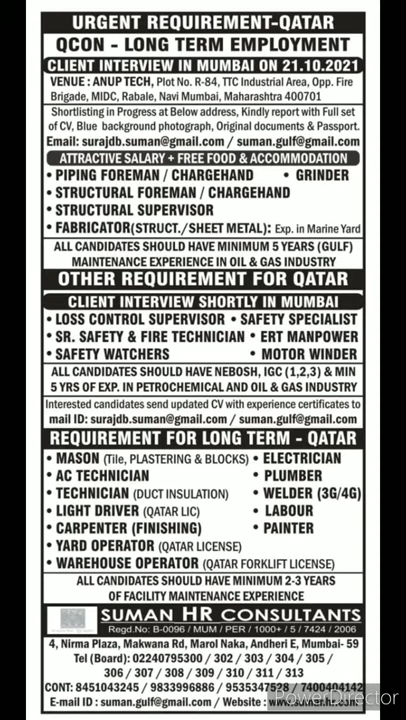 URGENT REQUIREMENT-QATAR
QCON - LONG TERM EMPLOYMENT
CLIENT INTERVIEW IN MUMBAI ON 21.10.2021
VENUE : ANUP TECH, Plot No. R-84, TTC Industrial Area, Opp. Fire
Brigade, MIDC, Rabale, Navi Mumbai, Maharashtra 400701
Shortlisting in Progress at Below address, Kindly report with Full set
of CV, Blue background photograph, Original documents & Passport.
Email: surajdb.suman@gmail.com / suman.gulf@gmail.com
ATTRACTIVE SALARY + FREE FOOD & ACCOMMODATION
• PIPING FOREMAN / CHARGEHAND • GRINDER
• STRUCTURAL FOREMAN / CHARGEHAND
• STRUCTURAL SUPERVISOR
• FABRICATOR(STRUCT./SHEET METAL): Exp. in Marine Yard
ALL CANDIDATES SHOULD HAVE MINIMUM 5 YEARS (GULF)
MAINTENANCE EXPERIENCE IN OIL & GAS INDUSTRY
OTHER REQUIREMENT FOR QATAR
CLIENT INTERVIEW SHORTLY IN MUMBAI
• LOSS CONTROL SUPERVISOR • SAFETY SPECIALIST
• SR. SAFETY & FIRE TECHNICIAN • ERT MANPOWER
• SAFETY WATCHERS • MOTOR WINDER
ALL CANDIDATES SHOULD HAVE NEBOSH, IGC (1,2,3) & MIN
5 YRS OF EXP. IN PETROCHEMICAL AND OIL & GAS INDUSTRY
Interested candidates send updated CV with experience certificates to
mail ID: surajdb.suman@gmail.com / suman.gulf@gmail.com
REQUIREMENT FOR LONG TERM - QATAR
• MASON (Tile, PLASTERING & BLOCKS) • ELECTRICIAN
• AC TECHNICIAN • PLUMBER
• TECHNICIAN (DUCT INSULATION) • WELDER (3G/4G)
• LIGHT DRIVER (QATAR LIC) • LABOUR
• CARPENTER (FINISHING) • PAINTER
• YARD OPERATOR (QATAR LICENSE)
• WAREHOUSE OPERATOR (QATAR FORKLIFT LICENSE)
ALL CANDIDATES SHOULD HAVE MINIMUM 2-3 YEARS
OF FACILITY MAINTENANCE EXPERIENCE
SUMAN HR CONSULTANTS
Regd.No: B-0096 / MUM / PER / 1000+ / 5 / 7424 / 2006
4, Nirma Plaza, Makwana Rd, Marol Naka, Andheri E, Mumbai- 59
Tel (Board): 02240795300 / 302 / 303 / 304 / 305 /
306 / 307 / 308 / 309 / 310 / 311 / 313
CONT: 8451043245 / 9833996886 / 9535347528 / 7400404142
E-mail ID : suman.gulf@gmail.com / Website : www.sumanhr.com
PowerDirector